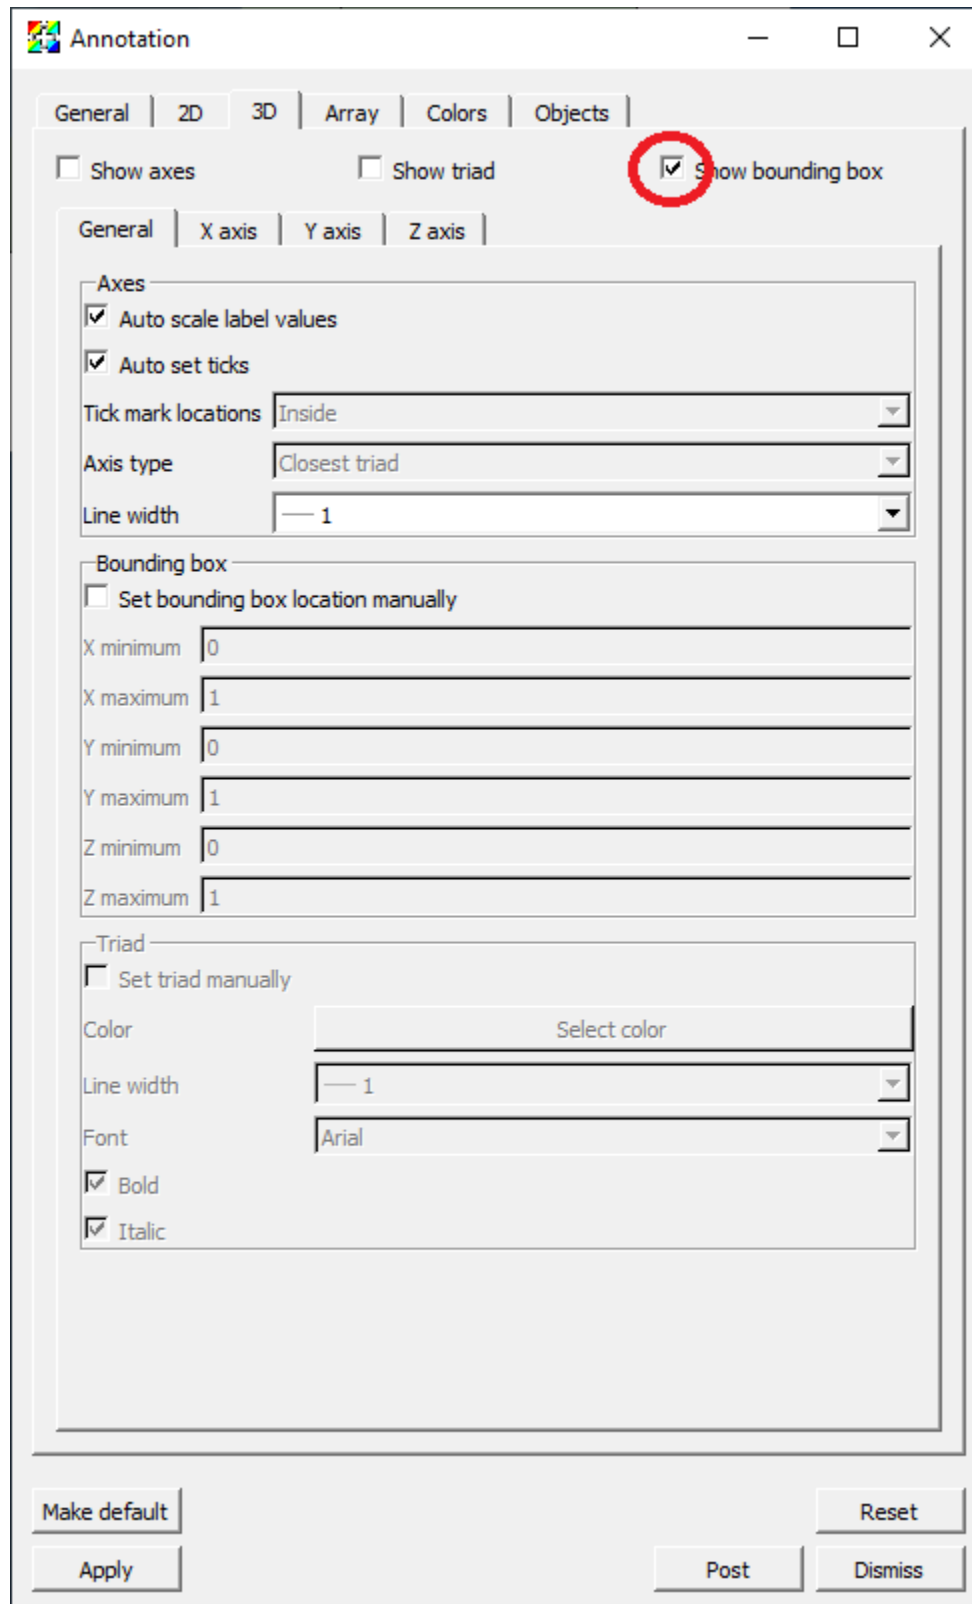 Annotation
General 2D 3D Array Colors Objects
Show axes Show triad Show bounding box
General X axis Y axis Z axis
Axes
Auto scale label values
Auto set ticks
Tick mark locations Inside
Axis type Closest triad
Line width 1
Bounding box
Set bounding box location manually
X minimum 0
X maximum 1
Y minimum 0
Y maximum 1
Z minimum 0
Z maximum 1
Triad
Set triad manually
Color Select color
Line width 1
Font Arial
Bold
Italic
Make default Reset
Apply Post Dismiss